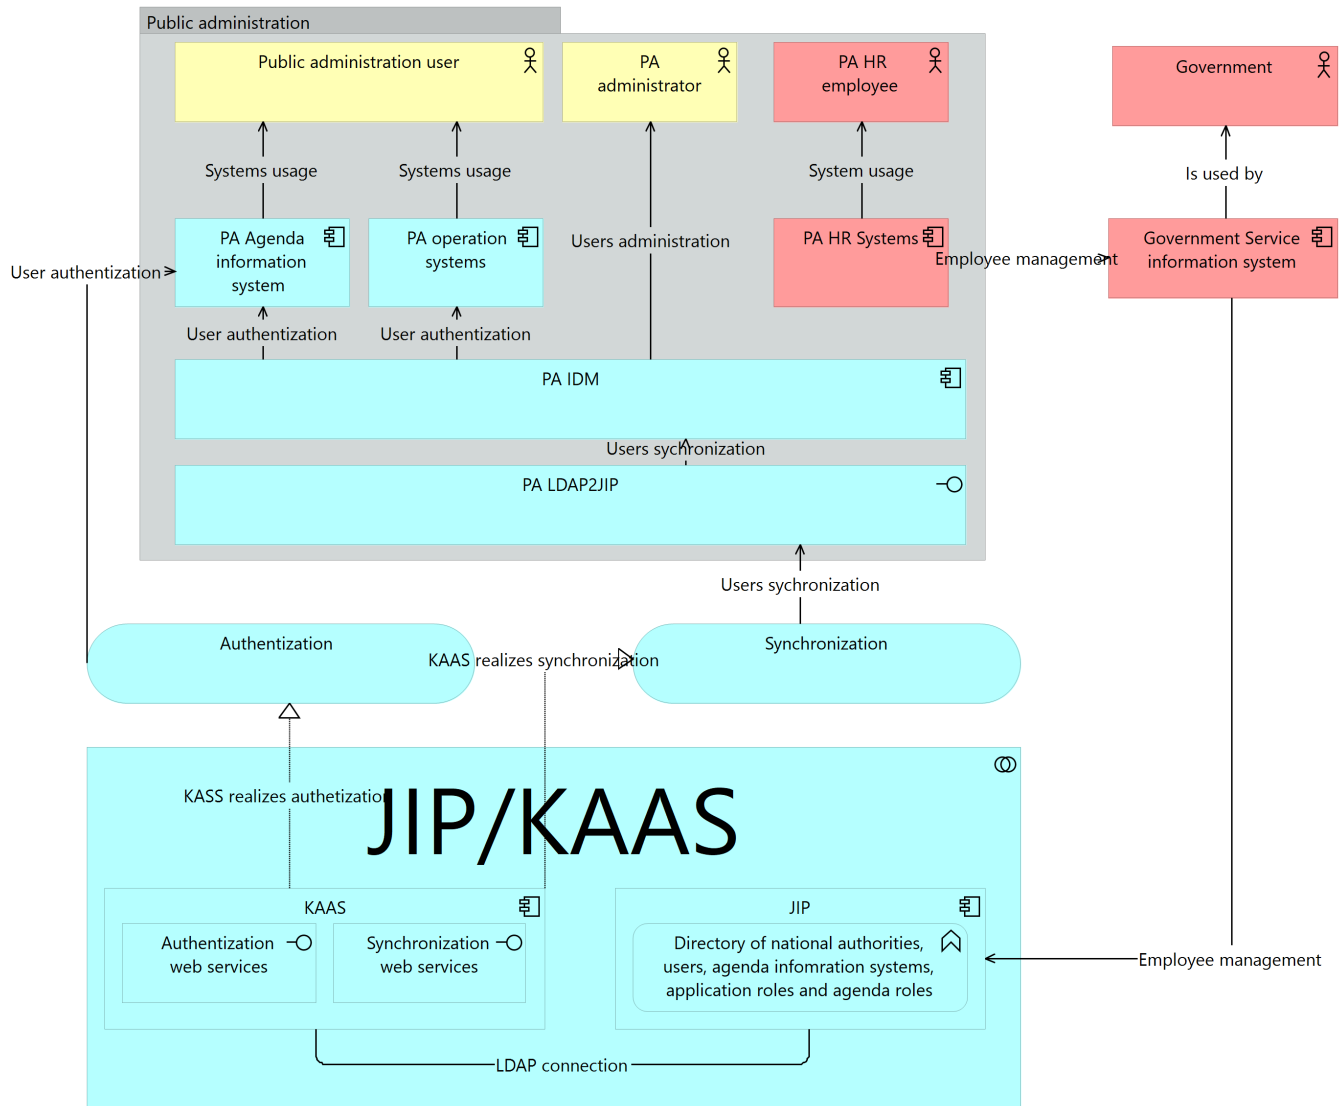 Public administration
Public administration user
PA
administrator
PA HR
employee
Government
Systems usage
Systems usage
System usage
Is used by
Users administration
PA Agenda
information
system
PA operation
systems
PA HR Systems
Employee management
Government Service
information system
User authentization
User authentization
User authentization
PA IDM
Users sychronization
PA LDAP2JIP
Users sychronization
Authentization
KAAS realizes synchronization
Synchronization
KASS realizes authetization
JIP/KAAS
KAAS
Authentization
web services
Synchronization
web services
JIP
Directory of national authorities,
users, agenda infomration systems,
application roles and agenda roles
Employee management
LDAP connection